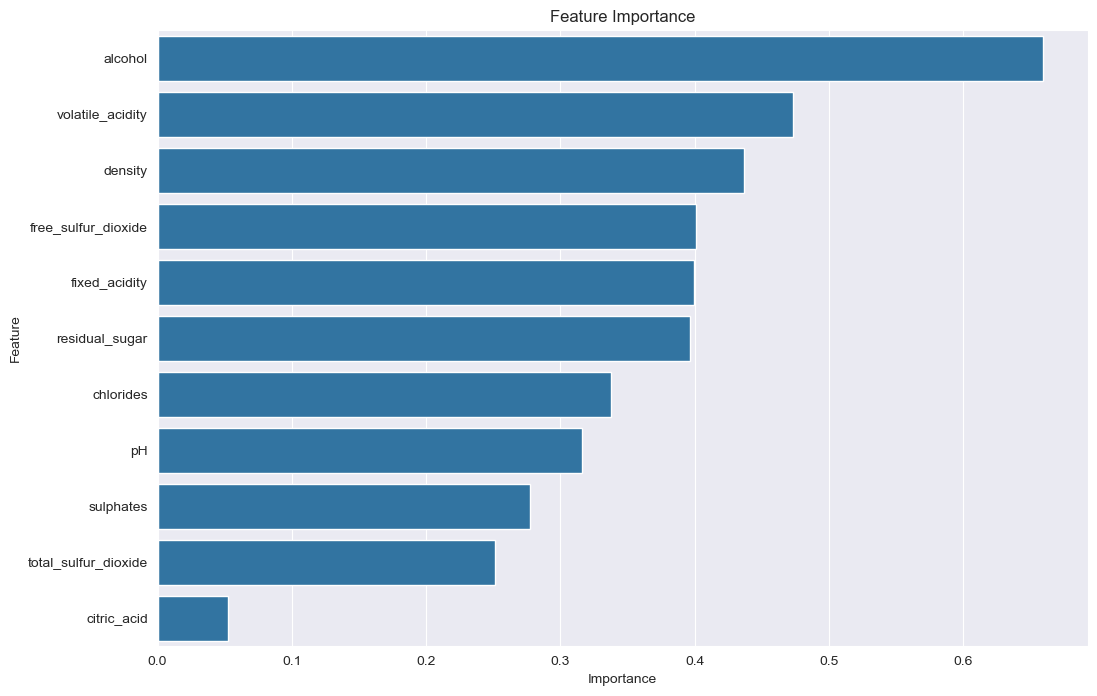 Feature Importance
Feature
alcohol
volatile_acidity
density
free_sulfur_dioxide
fixed_acidity
residual_sugar
chlorides
pH
sulphates
total_sulfur_dioxide
citric_acid
0.0 0.1 0.2 0.3 0.4 0.5 0.6
Importance